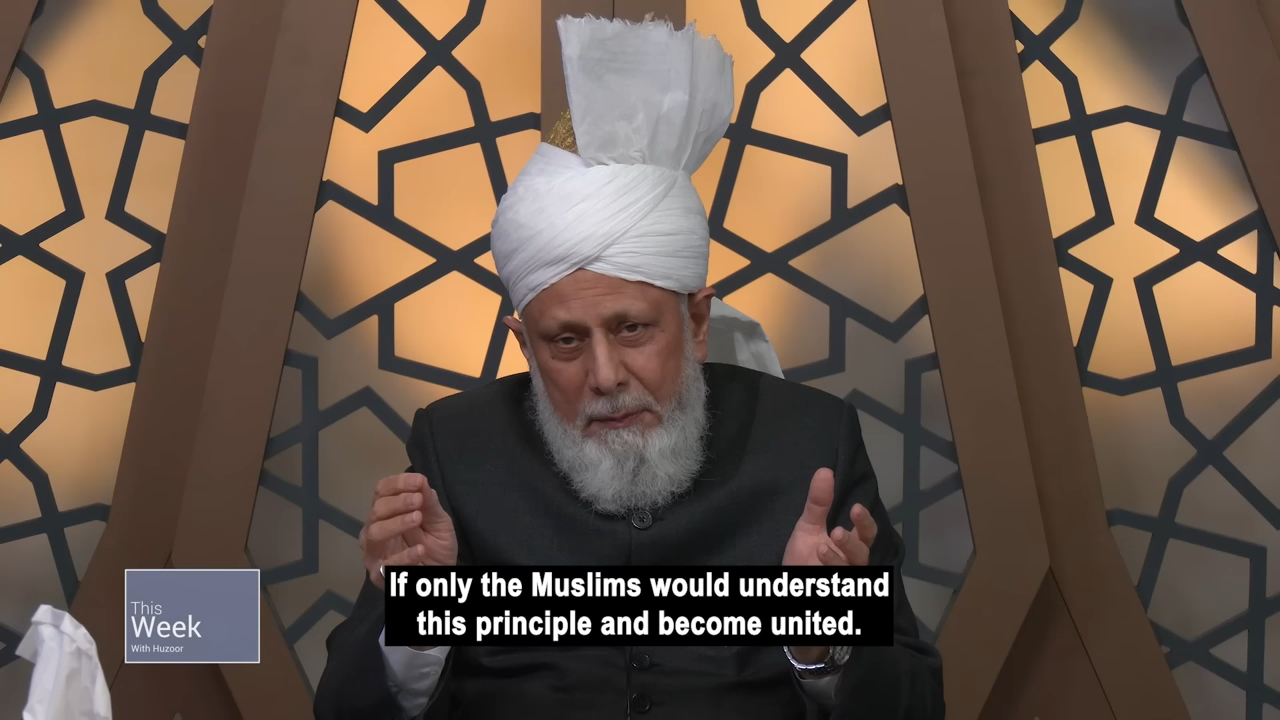 This
Week
With Huzoor
If only the Muslims would understand
this principle and become united.